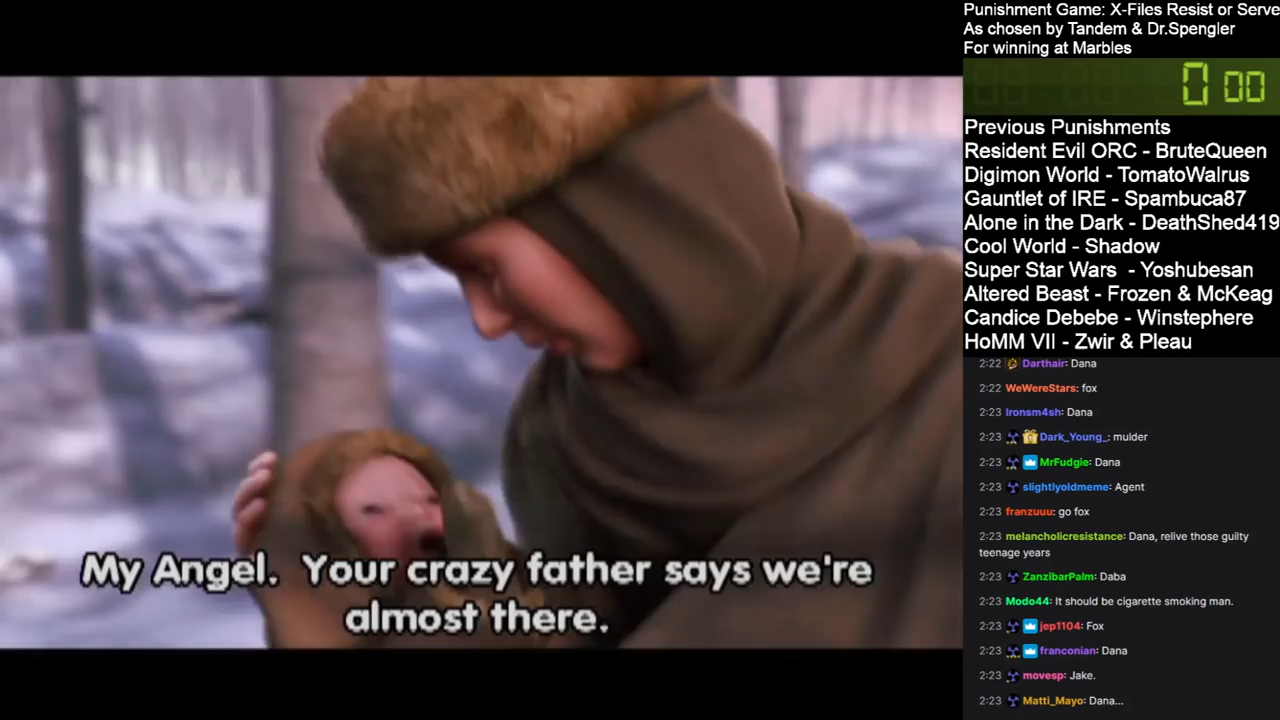 Punishment Game: X-Files Resist or Serve
As chosen by Tandem & Dr.Spengler
For winning at Marbles
0 00
Previous Punishments
Resident Evil ORC - BruteQueen
Digimon World - TomatoWalrus
Gauntlet of IRE - Spambuca87
Alone in the Dark - DeathShed419
Cool World - Shadow
Super Star Wars - Yoshubesan
Altered Beast - Frozen & McKeag
Candice Debebe - Winstephere
HoMM VII - Zwir & Pleau
2:22 Darthair: Dana
2:22 WeWereStars: fox
2:23 Ironsm4sh: Dana
2:23 Dark_Young_: mulder
2:23 MrFudgie: Dana
2:23 slightlyoldmeme: Agent
2:23 franzuuu: go fox
2:23 melancholicresistance: Dana, relive those guilty
teenage years
2:23 ZanzibarPalm: Daba
2:23 Modo44: It should be cigarette smoking man.
2:23 jep1104: Fox
2:23 franconian: Dana
2:23 movesp: Jake.
2:23 Matti_Mayo: Dana...
My Angel. Your crazy father says we're
almost there.